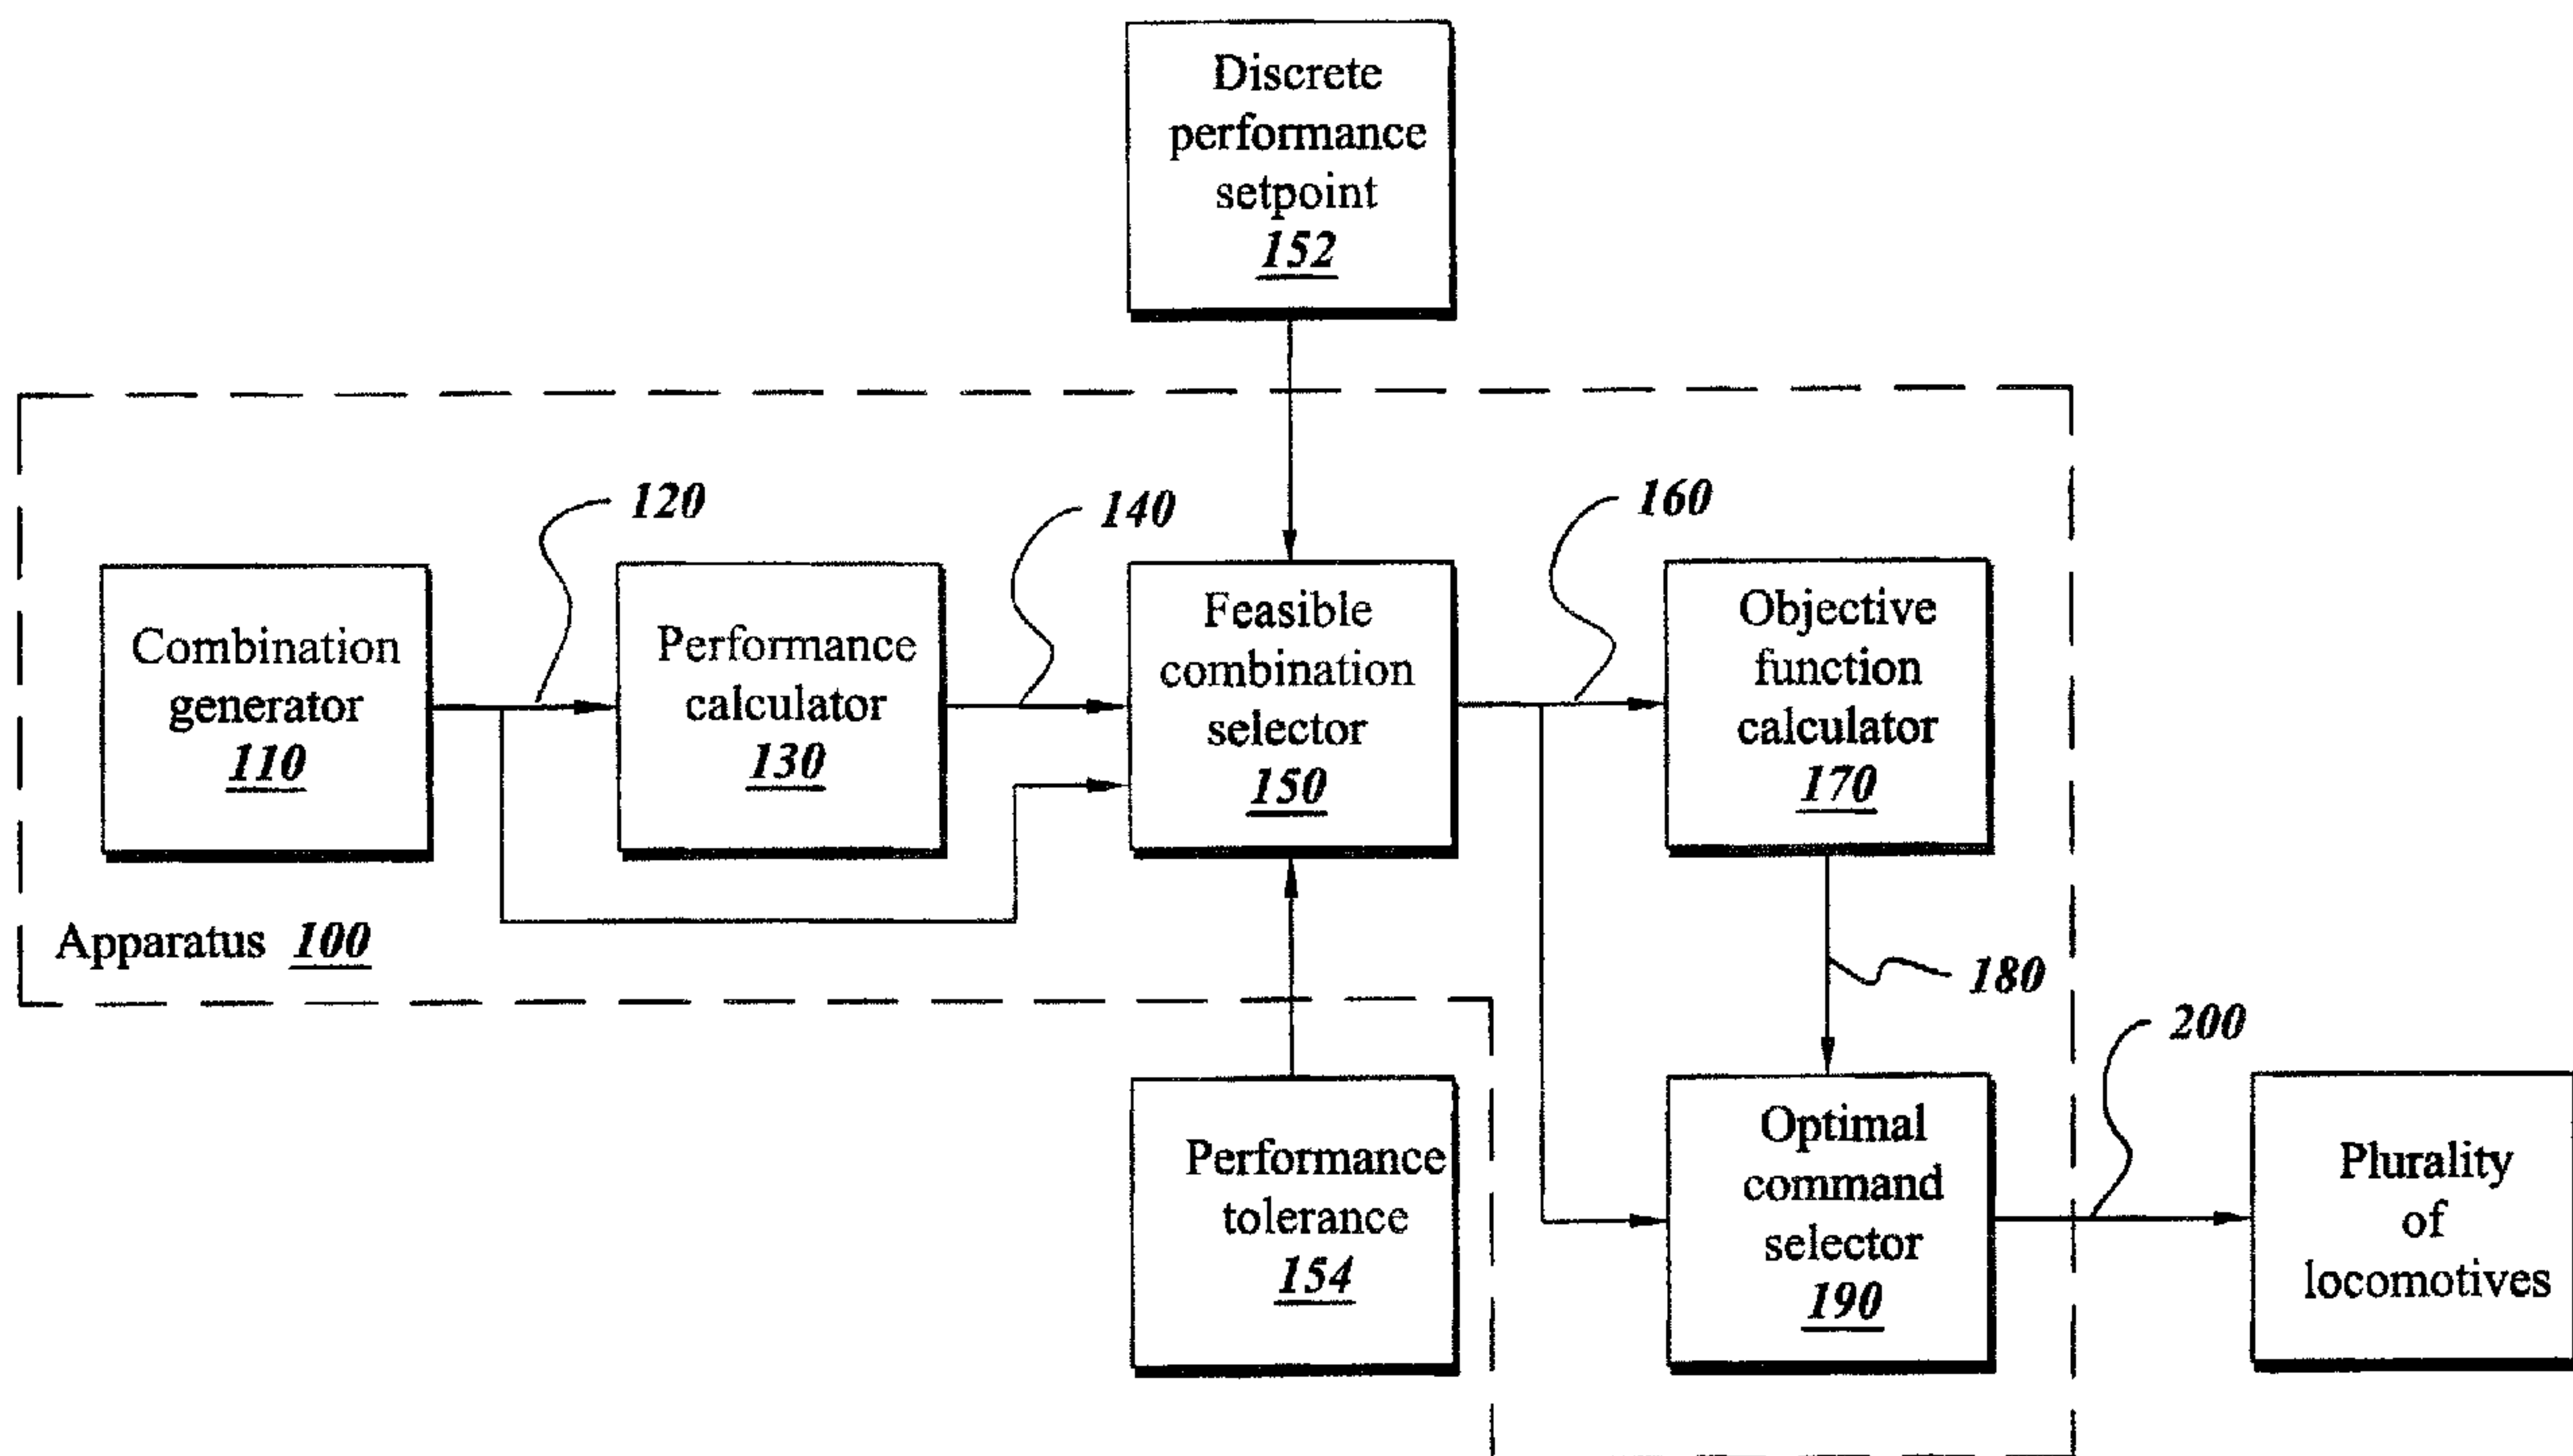 Discrete
performance
setpoint
152
120
140
160
Combination
generator
110
Performance
calculator
130
Feasible
combination
selector
150
Objective
function
calculator
170
Apparatus 100
180
200
Performance
tolerance
154
Optimal
command
selector
190
Plurality
of
locomotives